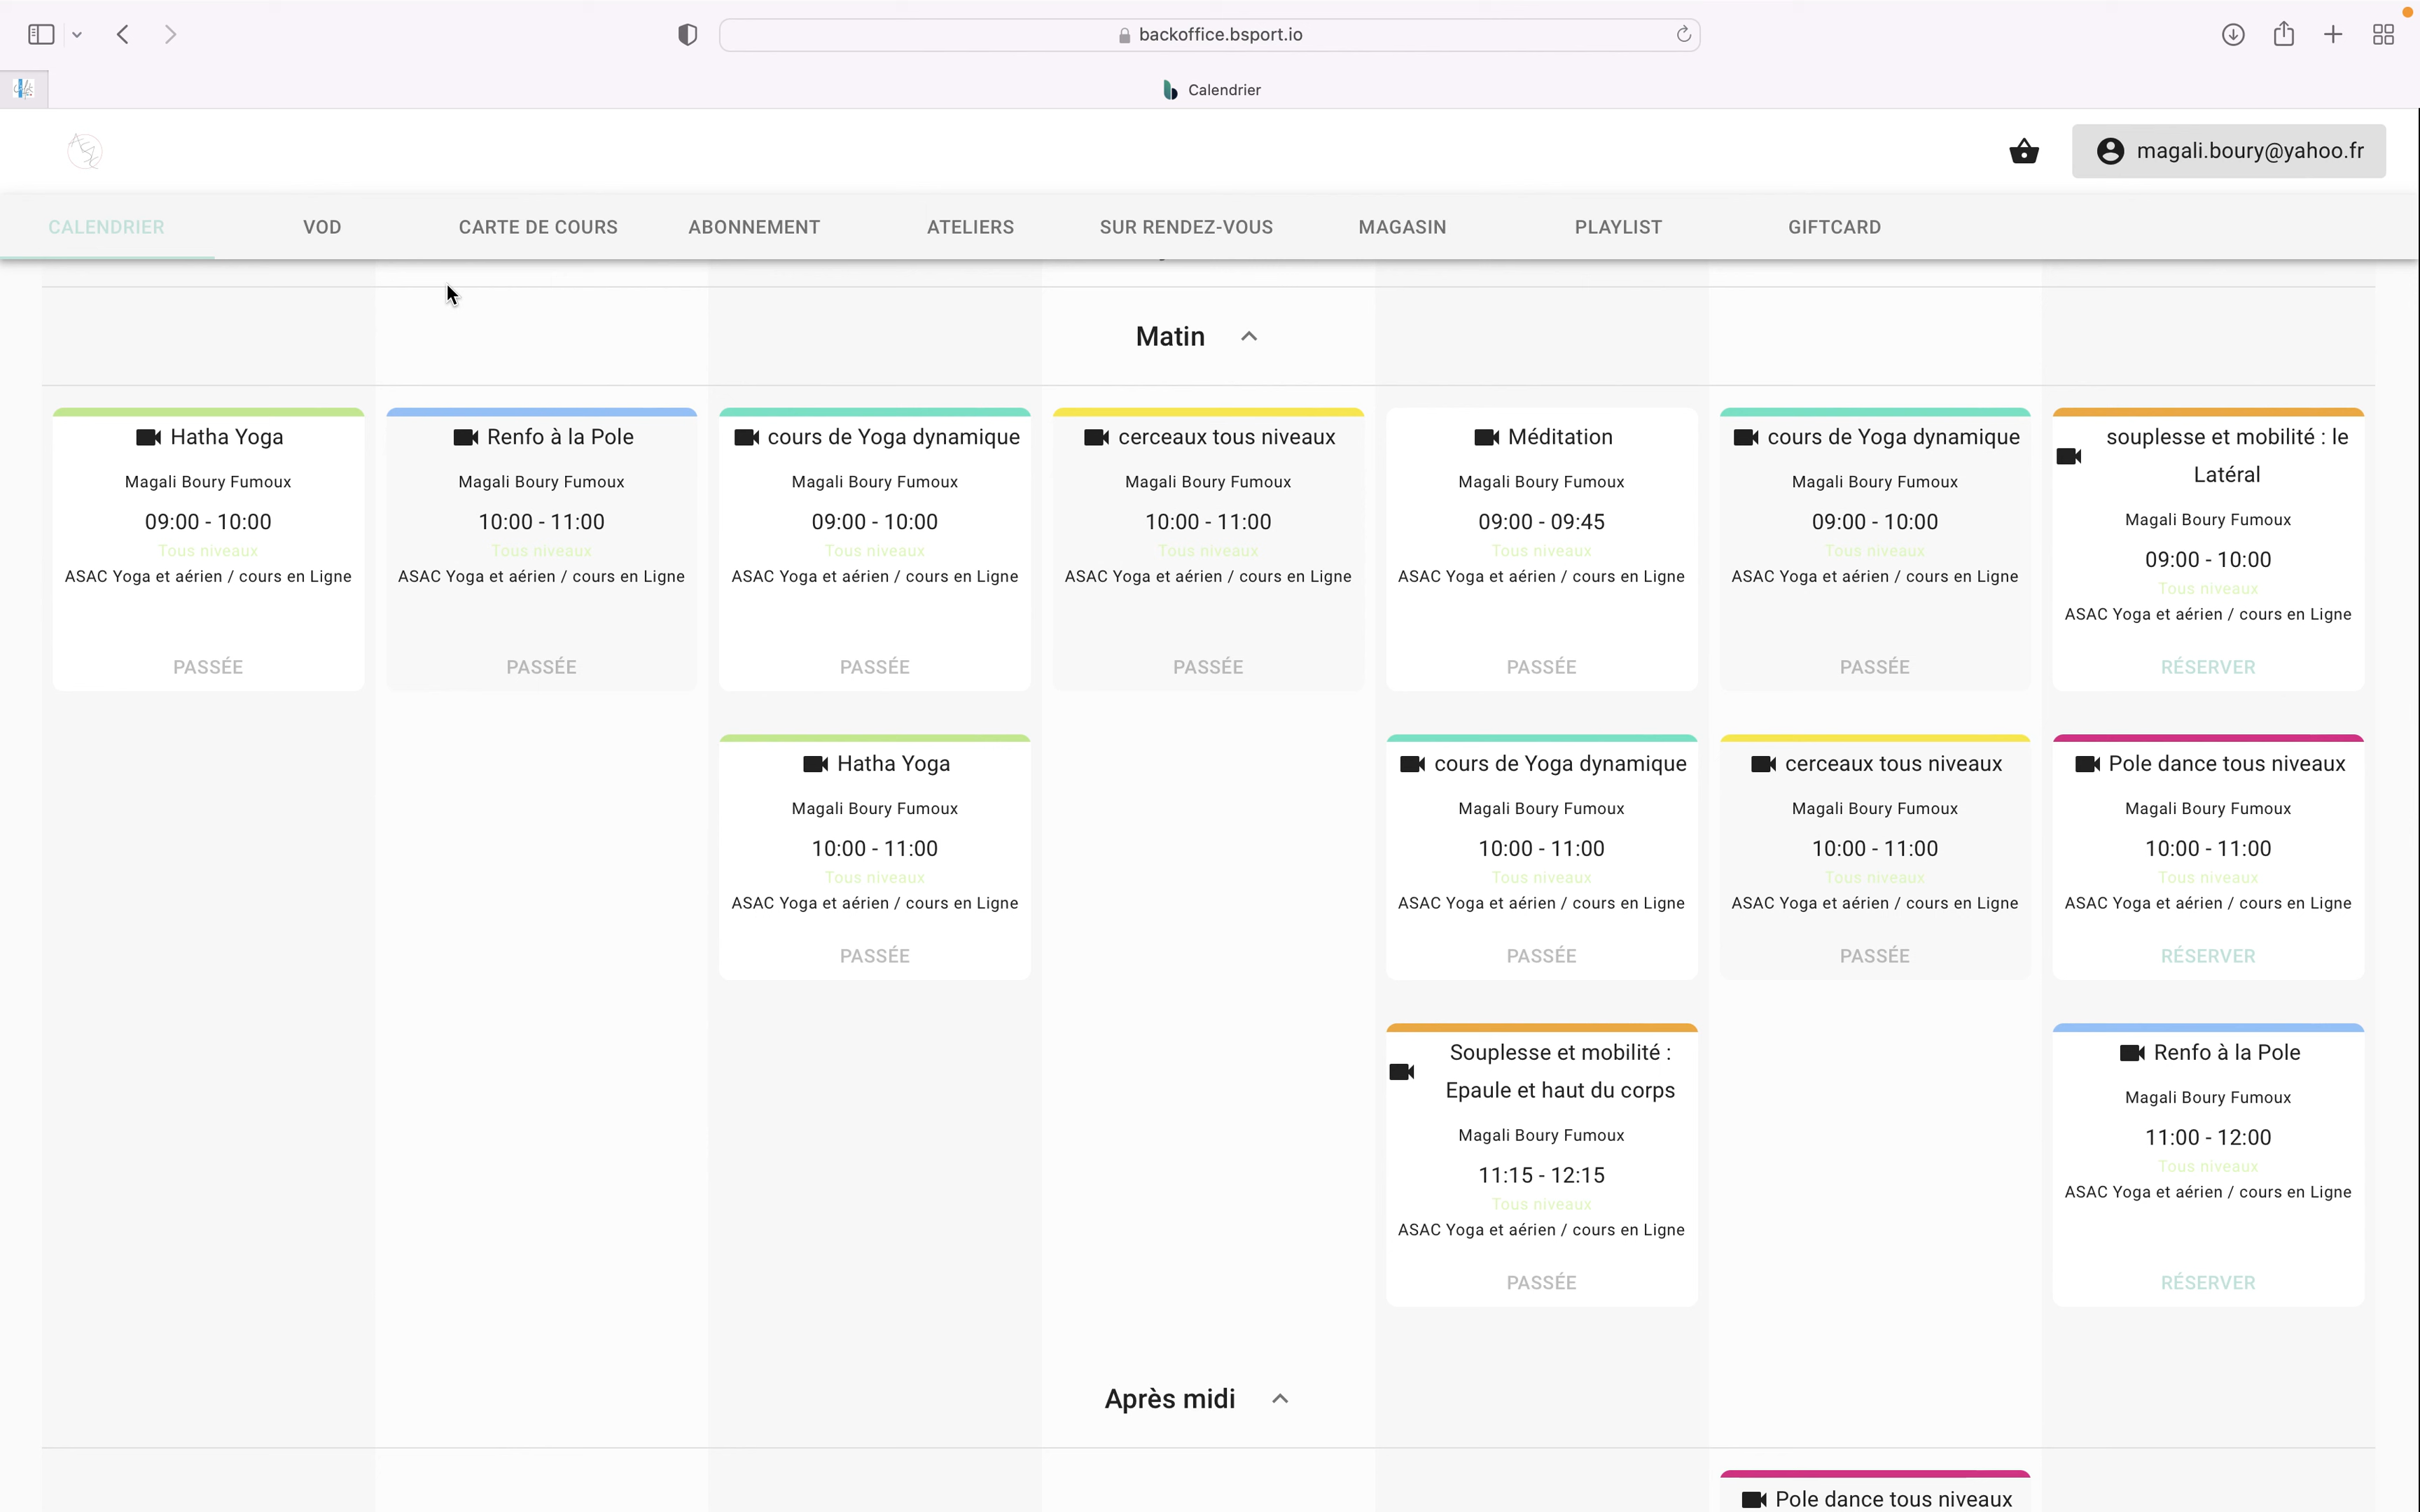 backoffice.bsport.io
Calendrier
magali.boury@yahoo.fr
CALENDRIER
VOD
CARTE DE COURS
ABONNEMENT
ATELIERS
SUR RENDEZ-VOUS
MAGASIN
PLAYLIST
GIFTCARD
Matin
Hatha Yoga
Magali Boury Fumoux
09:00 - 10:00
Tous niveaux
ASAC Yoga et aérien / cours en Ligne
PASSÉE
Renfo à la Pole
Magali Boury Fumoux
10:00 - 11:00
Tous niveaux
ASAC Yoga et aérien / cours en Ligne
PASSÉE
cours de Yoga dynamique
Magali Boury Fumoux
09:00 - 10:00
Tous niveaux
ASAC Yoga et aérien / cours en Ligne
PASSÉE
Hatha Yoga
Magali Boury Fumoux
10:00 - 11:00
Tous niveaux
ASAC Yoga et aérien / cours en Ligne
PASSÉE
cerceaux tous niveaux
Magali Boury Fumoux
10:00 - 11:00
Tous niveaux
ASAC Yoga et aérien / cours en Ligne
PASSÉE
Méditation
Magali Boury Fumoux
09:00 - 09:45
Tous niveaux
ASAC Yoga et aérien / cours en Ligne
PASSÉE
cours de Yoga dynamique
Magali Boury Fumoux
10:00 - 11:00
Tous niveaux
ASAC Yoga et aérien / cours en Ligne
PASSÉE
Souplesse et mobilité :
Epaule et haut du corps
Magali Boury Fumoux
11:15 - 12:15
Tous niveaux
ASAC Yoga et aérien / cours en Ligne
PASSÉE
cours de Yoga dynamique
Magali Boury Fumoux
09:00 - 10:00
Tous niveaux
ASAC Yoga et aérien / cours en Ligne
PASSÉE
cerceaux tous niveaux
Magali Boury Fumoux
10:00 - 11:00
Tous niveaux
ASAC Yoga et aérien / cours en Ligne
PASSÉE
souplesse et mobilité : le
Latéral
Magali Boury Fumoux
09:00 - 10:00
Tous niveaux
ASAC Yoga et aérien / cours en Ligne
RÉSERVER
Pole dance tous niveaux
Magali Boury Fumoux
10:00 - 11:00
Tous niveaux
ASAC Yoga et aérien / cours en Ligne
RÉSERVER
Renfo à la Pole
Magali Boury Fumoux
11:00 - 12:00
Tous niveaux
ASAC Yoga et aérien / cours en Ligne
RÉSERVER
Après midi
Pole dance tous niveaux